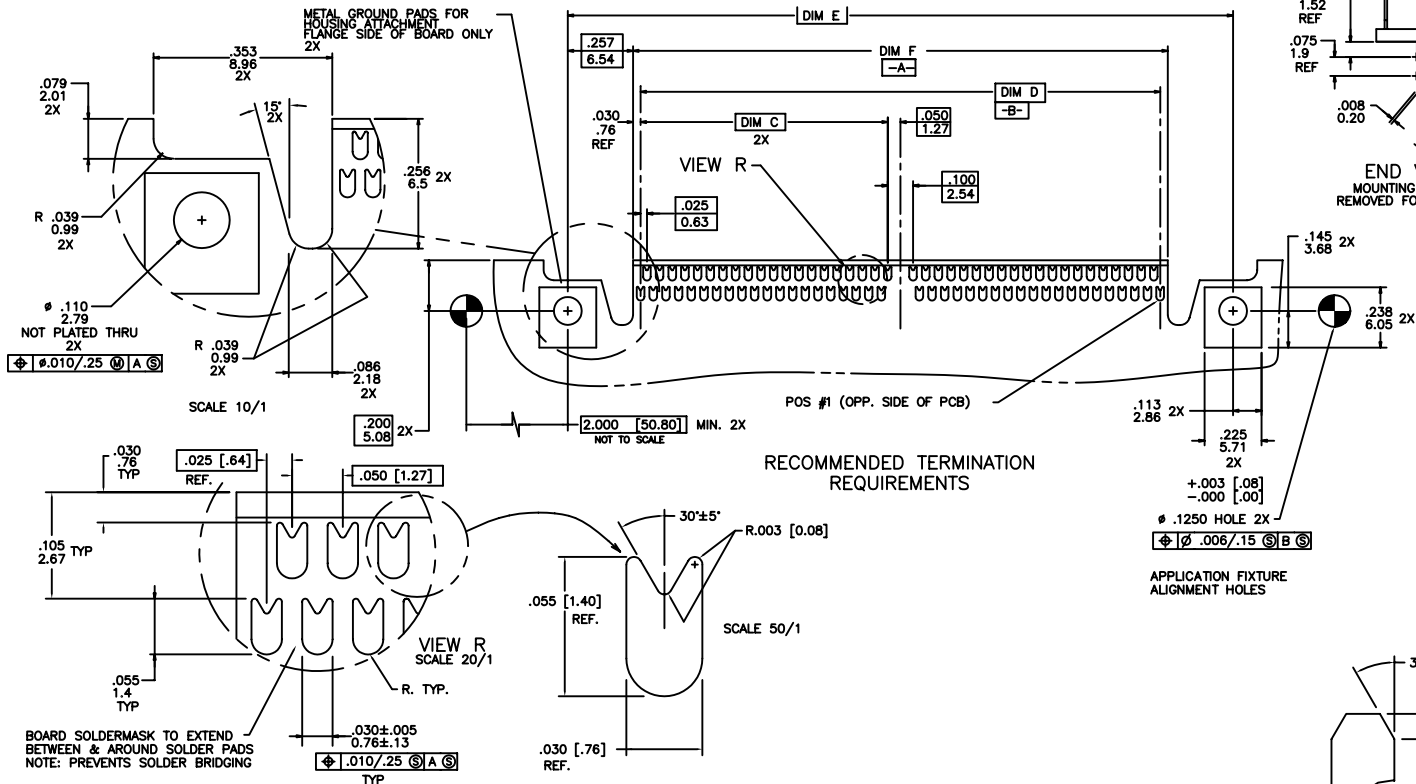 METAL GROUND PADS FOR
HOUSING ATTACHMENT
FLANGE SIDE OF BOARD ONLY
2X
DIM E
.257
6.54
DIM F
-A-
DIM D
-B-
.030
.76
REF
DIM C
2X
.050
1.27
VIEW R
.100
2.54
.025
0.63
.353
8.96
2X
.079
2.01
2X
15°
2X
.256
6.5 2X
R .039
0.99
2X
ø .110
2.79
NOT PLATED THRU
2X
⌖ ø.010/.25 Ⓜ A Ⓢ
R .039
0.99
2X
.086
2.18
2X
SCALE 10/1
1.52
REF
.075
1.9
REF
.008
0.20
END
MOUNTING
REMOVED
.145
3.68 2X
.238
6.05 2X
.200
5.08 2X
2.000 [50.80] MIN. 2X
NOT TO SCALE
POS #1 (OPP. SIDE OF PCB)
.113
2.86 2X
.225
5.71
2X
RECOMMENDED TERMINATION
REQUIREMENTS
+.003 [.08]
-.000 [.00]
ø .1250 HOLE 2X
⌖ ø .006/.15 Ⓢ B Ⓢ
APPLICATION FIXTURE
ALIGNMENT HOLES
.030
.76
TYP
.025 [.64]
REF.
.050 [1.27]
.105
2.67 TYP
.055
1.4
TYP
VIEW R
SCALE 20/1
R. TYP.
BOARD SOLDERMASK TO EXTEND
BETWEEN & AROUND SOLDER PADS
NOTE: PREVENTS SOLDER BRIDGING
.030±.005
0.76±.13
⌖ .010/.25 Ⓢ A Ⓢ
TYP
30°±5°
R.003 [0.08]
.055 [1.40]
REF.
SCALE 50/1
.030 [.76]
REF.
3